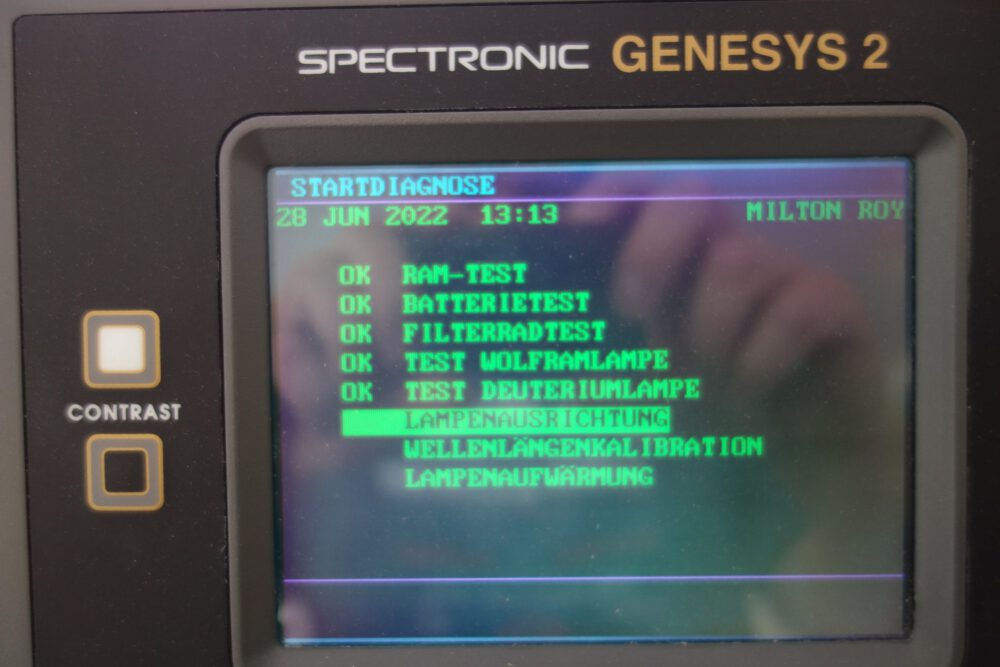 SPECTRONIC GENESYS 2
STARTDIAGNOSE
28 JUN 2022 13:13 MILTON ROY
OK RAM-TEST
OK BATTERIETEST
OK FILTERRADTEST
OK TEST WOLFRAMLAMPE
OK TEST DEUTERIUMLAMPE
LAMPENAUSRICHTUNG
WELLENLÄNGENKALIBRATION
LAMPENAUFWÄRMUNG
CONTRAST